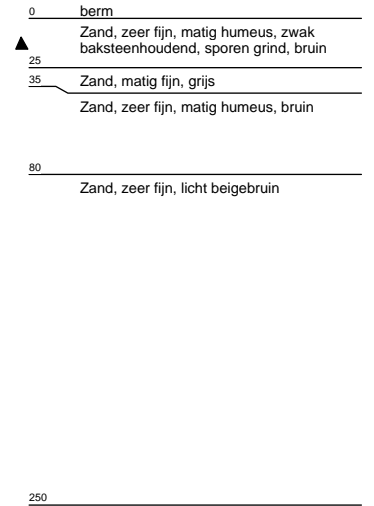 0 berm
Zand, zeer fijn, matig humeus, zwak
baksteenhoudend, sporen grind, bruin
25
35 Zand, matig fijn, grijs
Zand, zeer fijn, matig humeus, bruin
80
Zand, zeer fijn, licht beigebruin
250